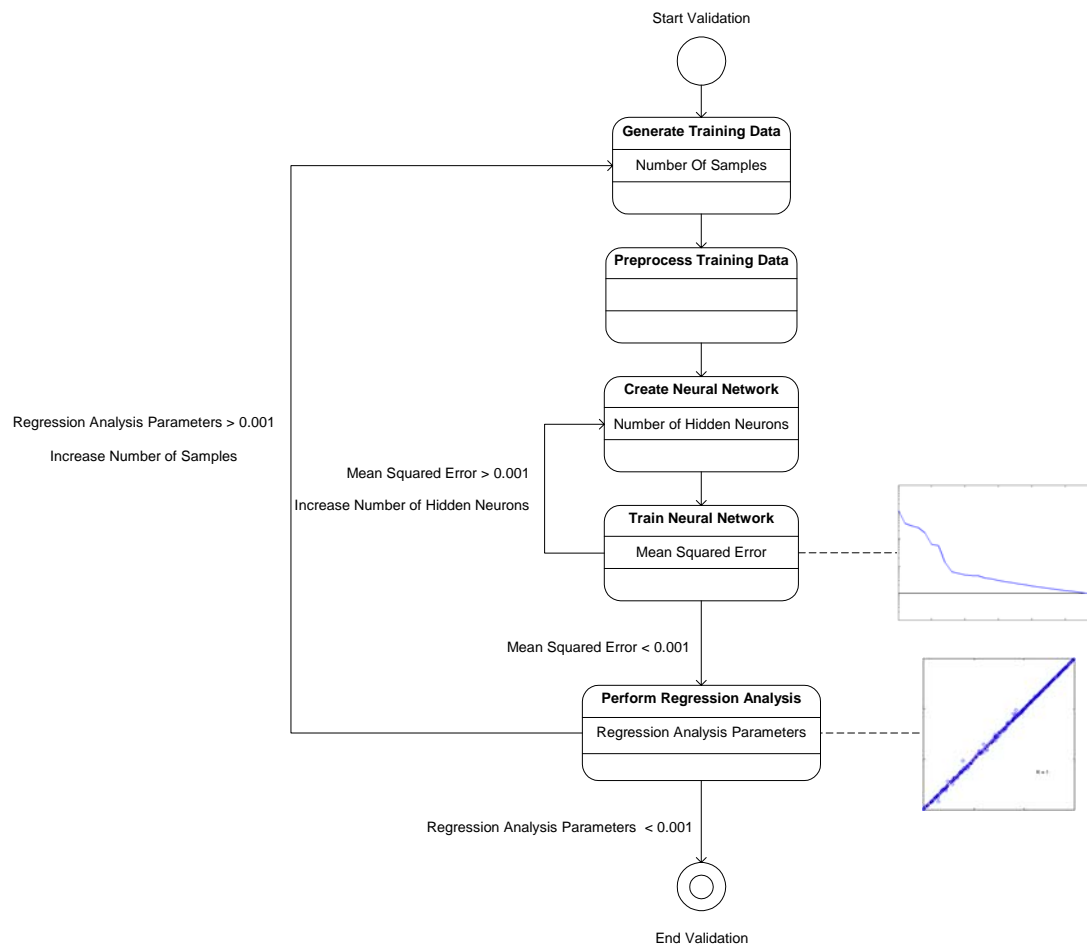 Start Validation
Generate Training Data
Number Of Samples
Preprocess Training Data
Create Neural Network
Number of Hidden Neurons
Regression Analysis Parameters > 0.001
Increase Number of Samples
Mean Squared Error > 0.001
Increase Number of Hidden Neurons
Train Neural Network
Mean Squared Error
Mean Squared Error < 0.001
Perform Regression Analysis
Regression Analysis Parameters
R = 1
Regression Analysis Parameters < 0.001
End Validation